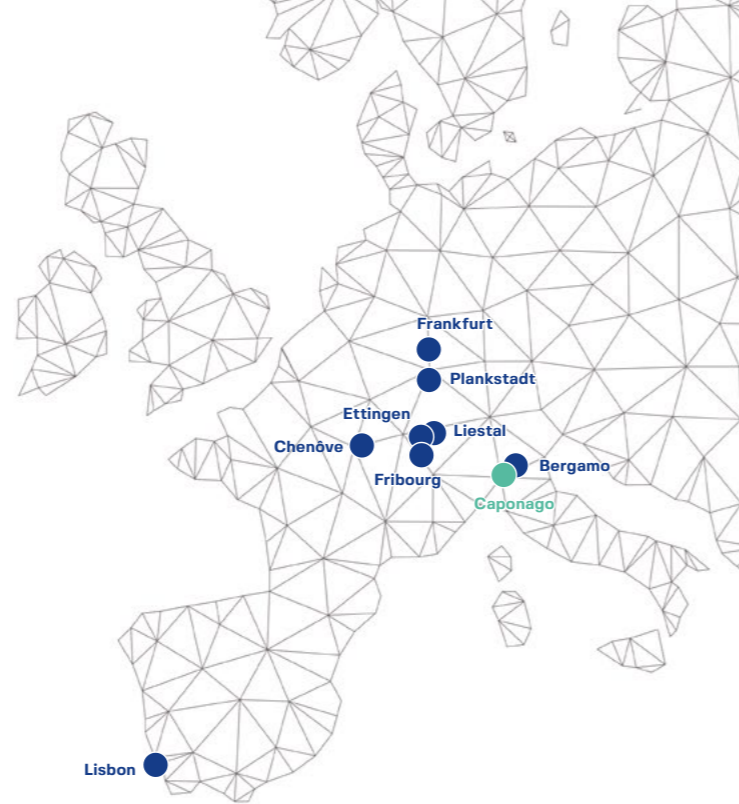 Frankfurt
Plankstadt
Ettingen
Liestal
Chenôve
Bergamo
Fribourg
Caponago
Lisbon